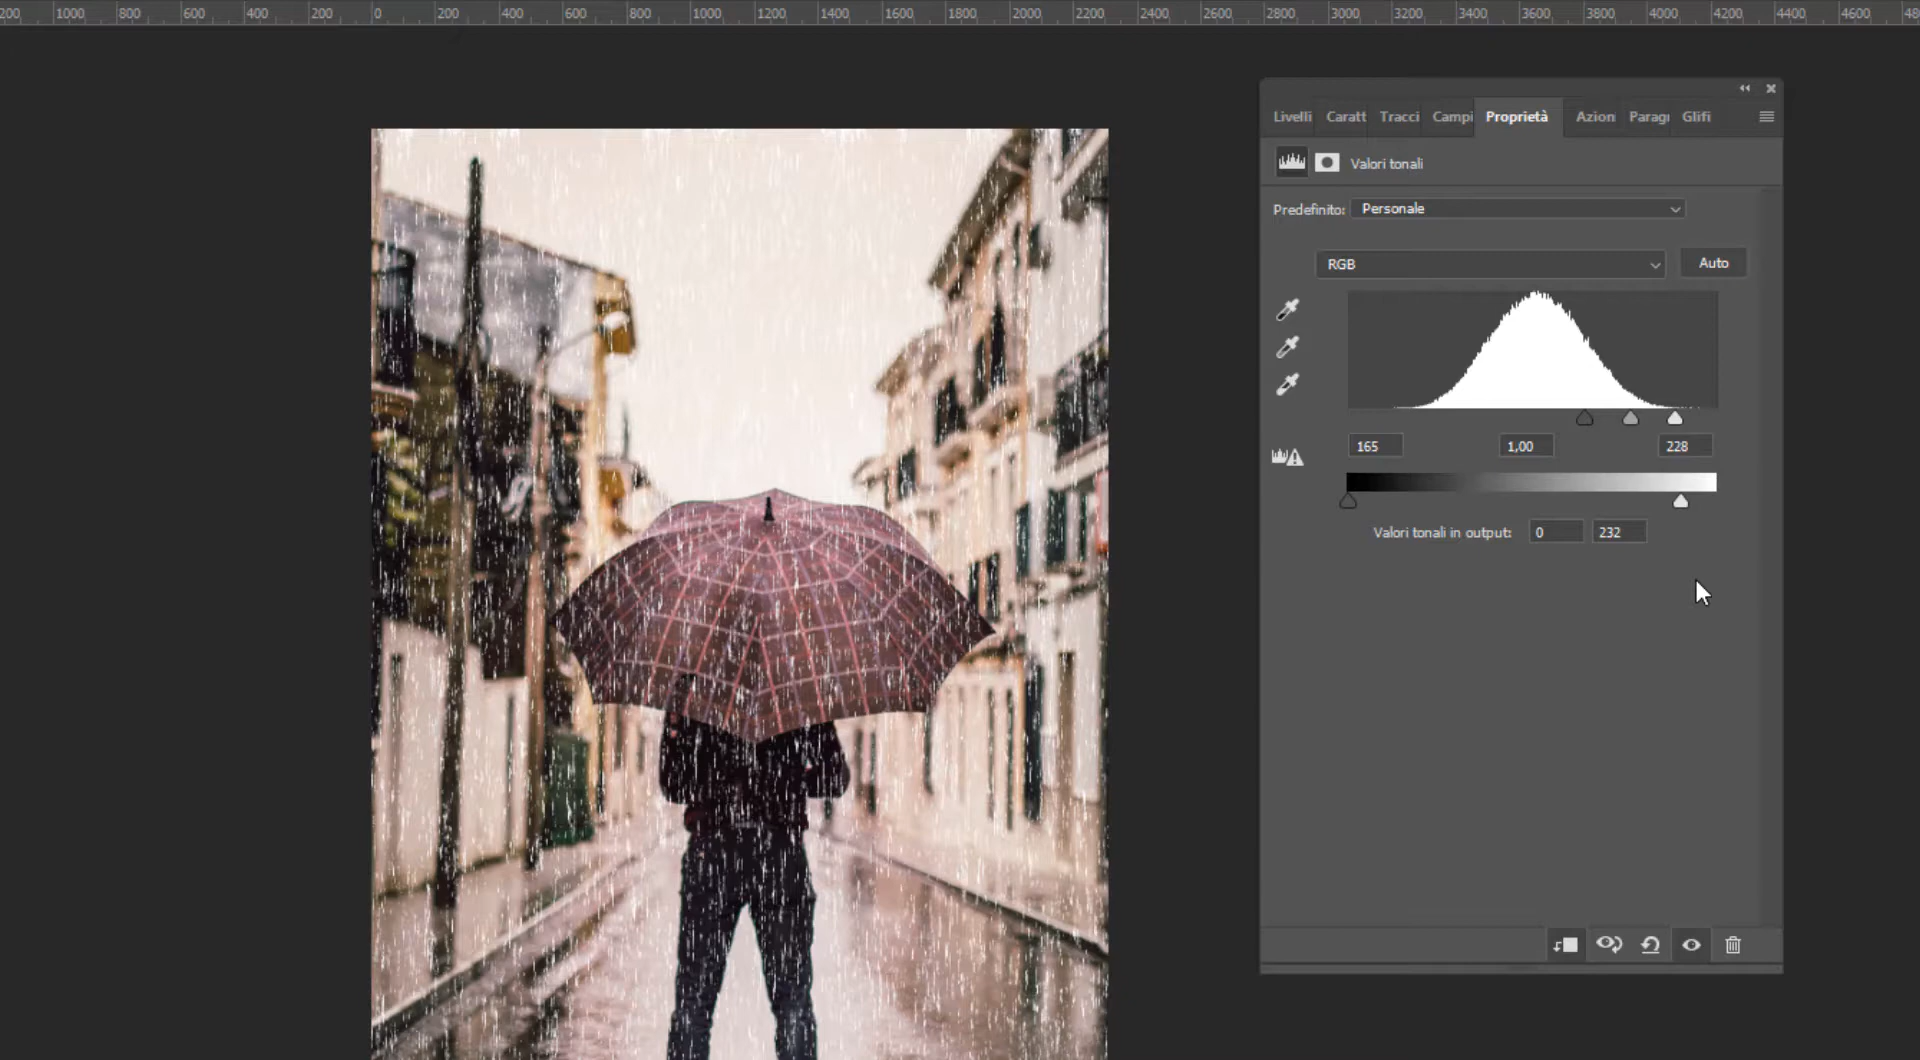 200 1000 800 600 400 200 0 200 400 600 800 1000 1200 1400 1600 1800 2000 2200 2400 2600 2800 3000 3200 3400 3600 3800 4000 4200 4400 4600 48
Livelli Caratt Tracci Campi Proprietà Azion Paragr Glifi
Valori tonali
Predefinito: Personale
RGB Auto
165 1,00 228
Valori tonali in output: 0 232